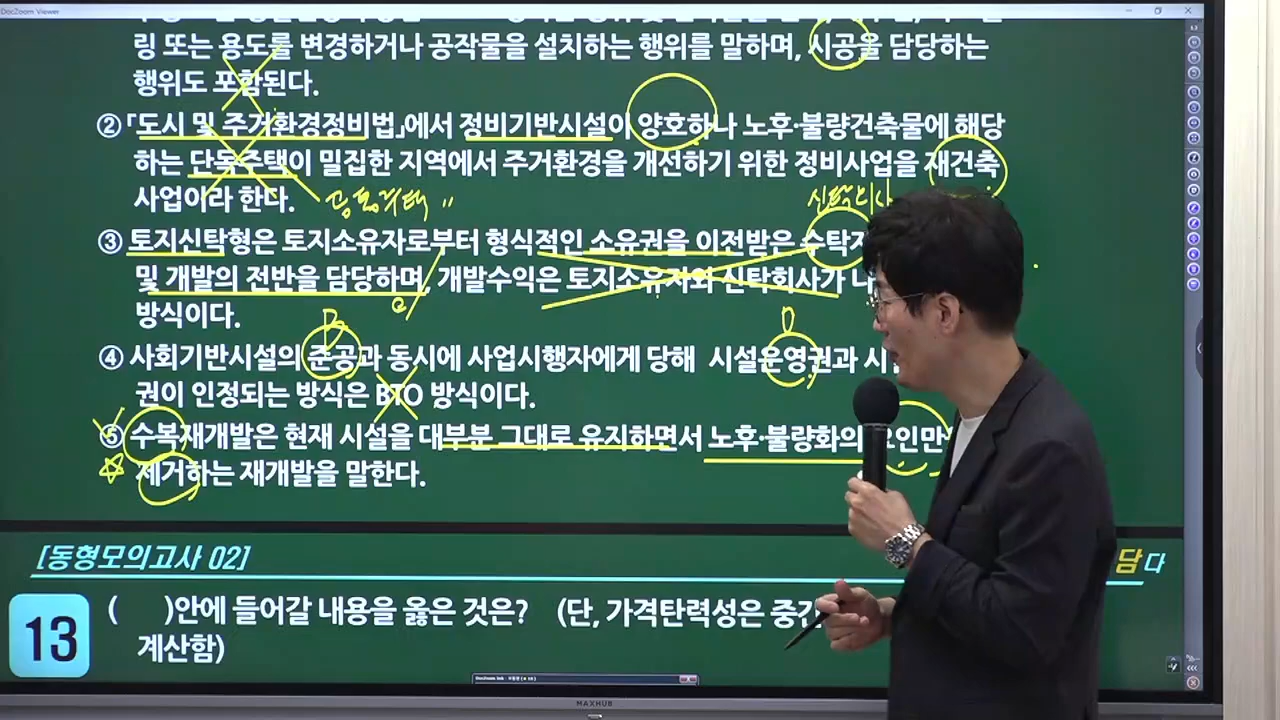 DocZoom Viewer
링 또는 용도를 변경하거나 공작물을 설치하는 행위를 말하며, 시공을 담당하는
행위도 포함된다.
② 「도시 및 주거환경정비법」에서 정비기반시설이 양호하나 노후·불량건축물에 해당
하는 단독주택이 밀집한 지역에서 주거환경을 개선하기 위한 정비사업을 재건축
사업이라 한다.
공동주택
③ 토지신탁형은 토지소유자로부터 형식적인 소유권을 이전받은
및 개발의 전반을 담당하며, 개발수익은 토지소유자와 신탁회사가 나
방식이다.
④ 사회기반시설의 준공과 동시에 사업시행자에게 당해 시설운영권과
권이 인정되는 방식은 BTO 방식이다.
⑤ 수복재개발은 현재 시설을 대부분 그대로 유지하면서 노후·불량화의 요인만
제거하는 재개발을 말한다.
[동형모의고사 02]
담다
13 ( )안에 들어갈 내용을 옳은 것은? (단, 가격탄력성은 중간
계산함)
MAXHUB